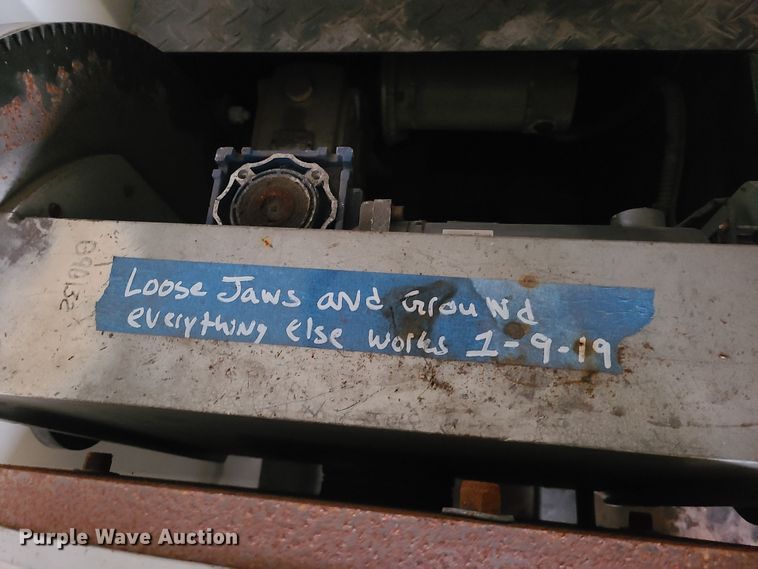 Loose Jaws and Ground
everything else works 1-9-19
Purple Wave Auction